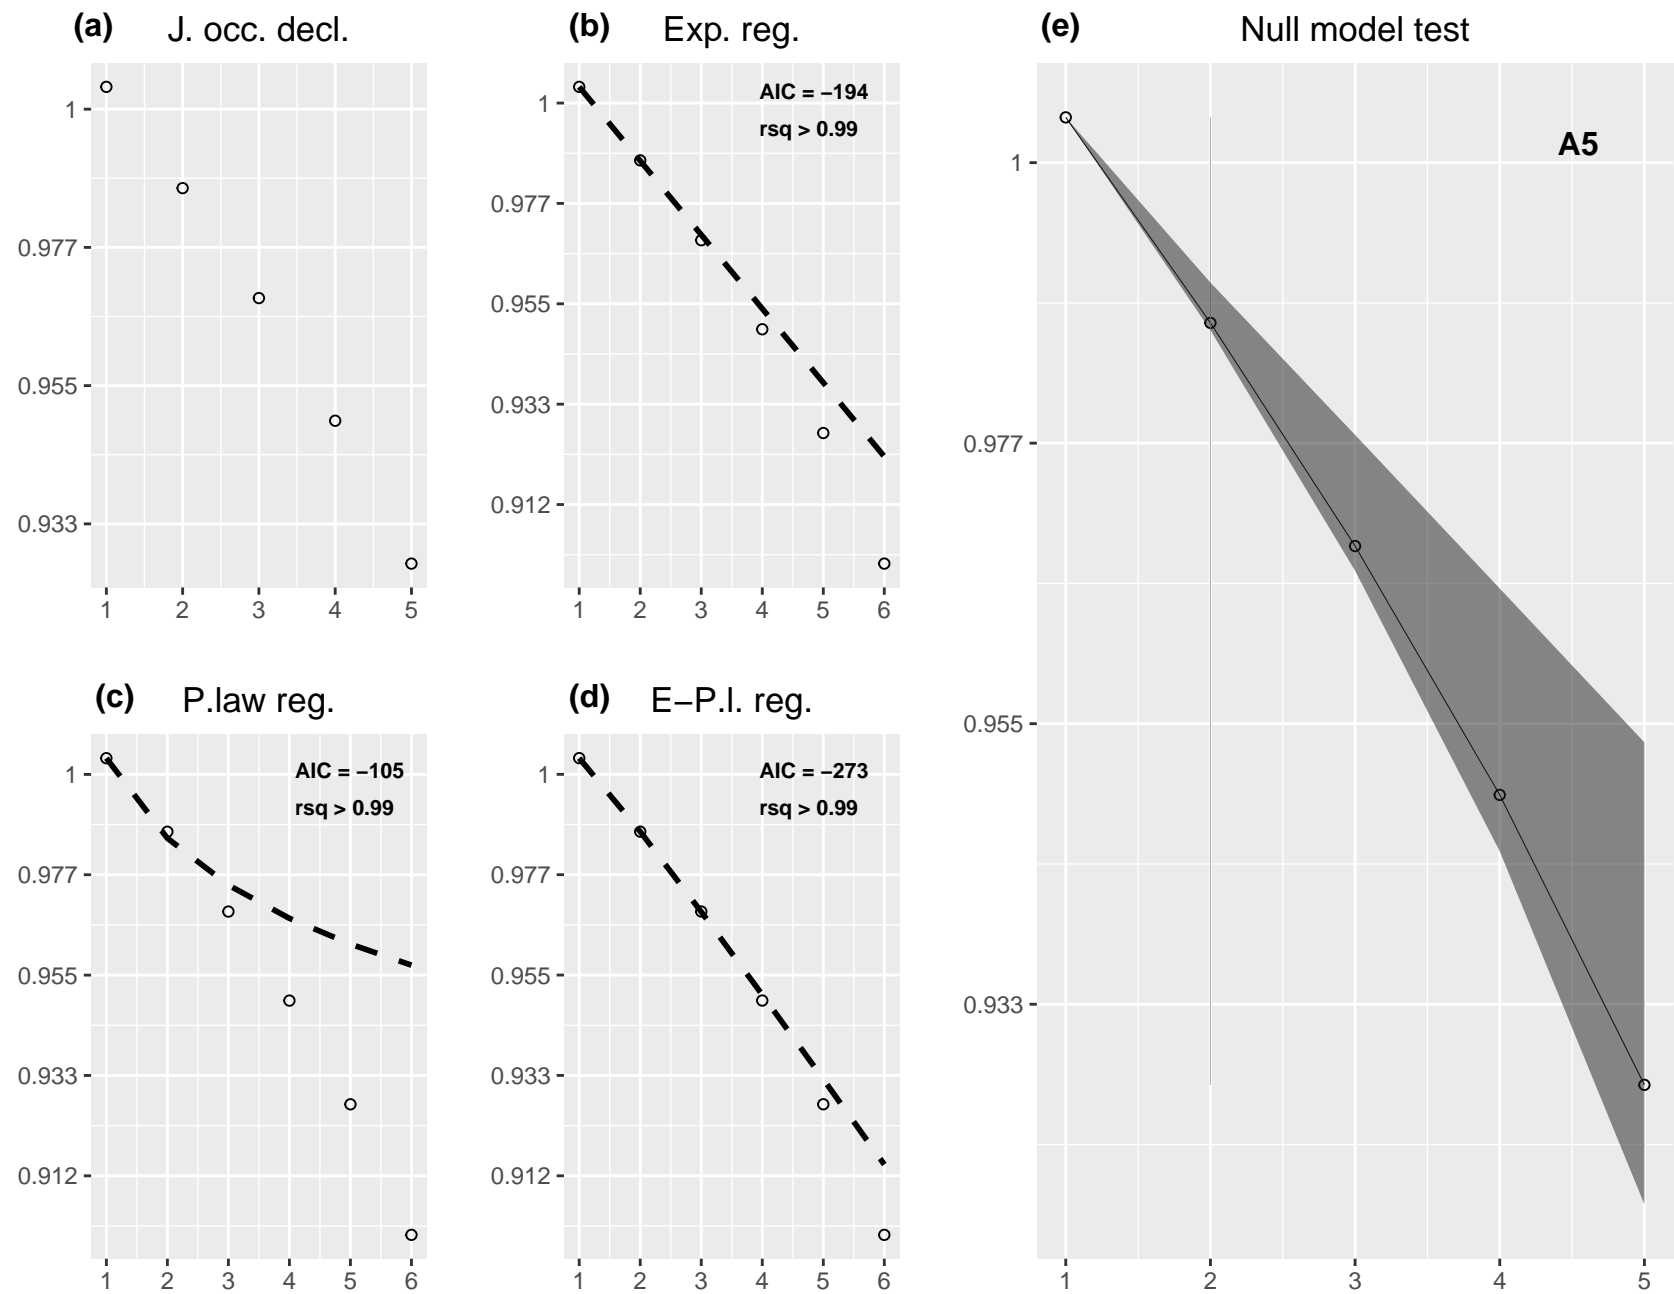 (a) J. occ. decl.
1
0.977
0.955
0.933
1 2 3 4 5
(b) Exp. reg.
AIC = −194
rsq > 0.99
1
0.977
0.955
0.933
0.912
1 2 3 4 5 6
(c) P.law reg.
AIC = −105
rsq > 0.99
1
0.977
0.955
0.933
0.912
1 2 3 4 5 6
(d) E−P.l. reg.
AIC = −273
rsq > 0.99
1
0.977
0.955
0.933
0.912
1 2 3 4 5 6
(e) Null model test
A5
1
0.977
0.955
0.933
1 2 3 4 5